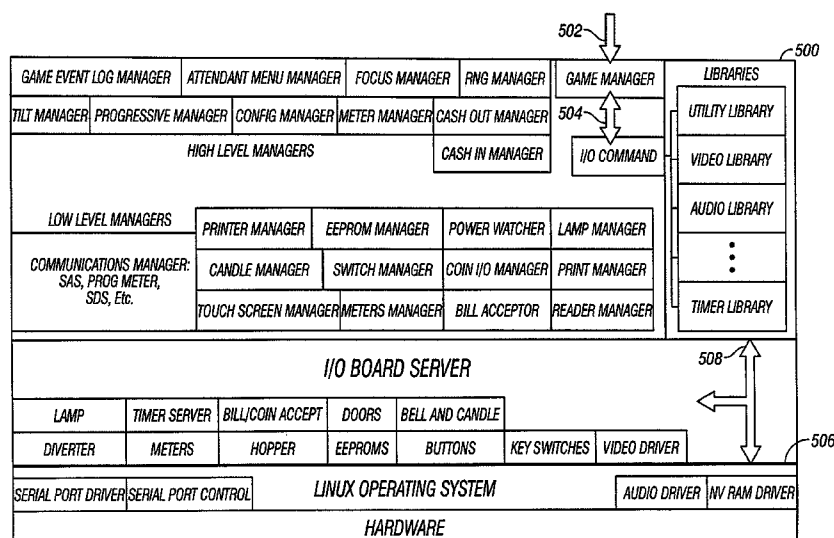 502
500
GAME EVENT LOG MANAGER
ATTENDANT MENU MANAGER
FOCUS MANAGER
RNG MANAGER
GAME MANAGER
LIBRARIES
TILT MANAGER
PROGRESSIVE MANAGER
CONFIG MANAGER
METER MANAGER
CASH OUT MANAGER
504
UTILITY LIBRARY
HIGH LEVEL MANAGERS
CASH IN MANAGER
I/O COMMAND
VIDEO LIBRARY
AUDIO LIBRARY
LOW LEVEL MANAGERS
PRINTER MANAGER
EEPROM MANAGER
POWER WATCHER
LAMP MANAGER
COMMUNICATIONS MANAGER:
SAS, PROG METER,
SDS, Etc.
CANDLE MANAGER
SWITCH MANAGER
COIN I/O MANAGER
PRINT MANAGER
TOUCH SCREEN MANAGER
METERS MANAGER
BILL ACCEPTOR
READER MANAGER
TIMER LIBRARY
508
I/O BOARD SERVER
LAMP
TIMER SERVER
BILL/COIN ACCEPT
DOORS
BELL AND CANDLE
DIVERTER
METERS
HOPPER
EEPROMS
BUTTONS
KEY SWITCHES
VIDEO DRIVER
506
SERIAL PORT DRIVER
SERIAL PORT CONTROL
LINUX OPERATING SYSTEM
AUDIO DRIVER
NV RAM DRIVER
HARDWARE